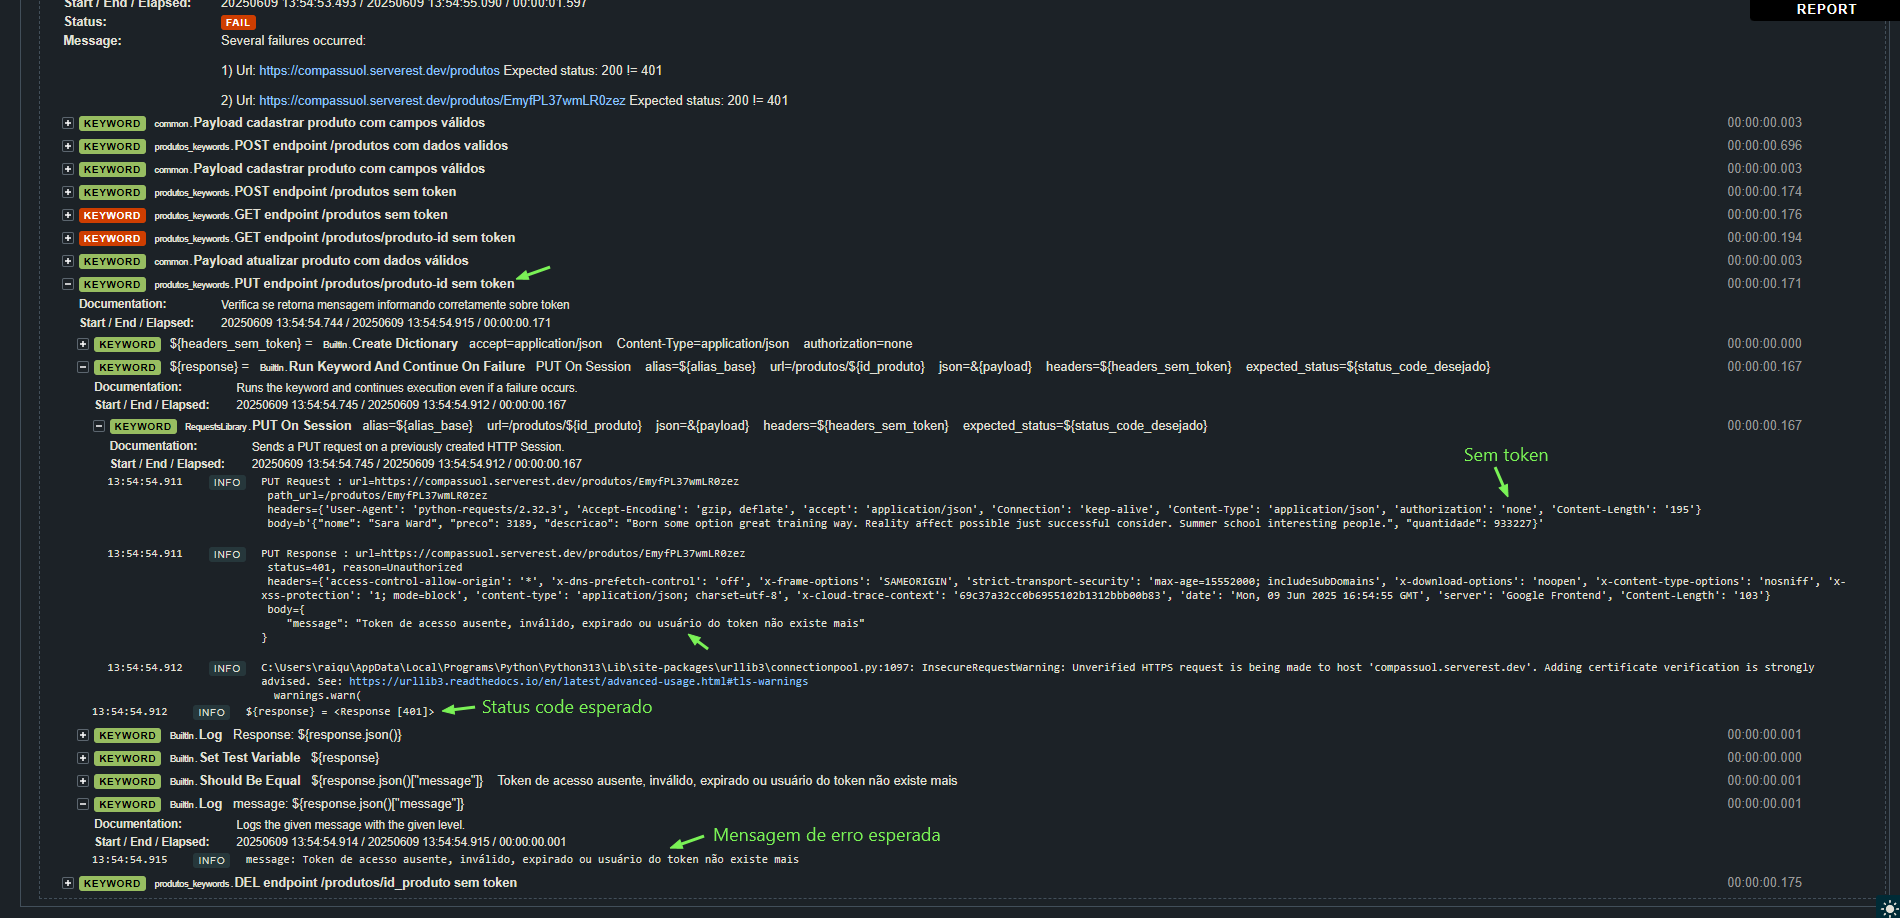 Start / End / Elapsed: 20250609 13:54:53.493 / 20250609 13:54:55.090 / 00:00:01.597
REPORT
Status: FAIL
Message: Several failures occurred:
1) Url: https://compassuol.serverest.dev/produtos Expected status: 200 != 401
2) Url: https://compassuol.serverest.dev/produtos/EmyfPL37wmLR0zez Expected status: 200 != 401
+ KEYWORD common.Payload cadastrar produto com campos válidos 00:00:00.003
+ KEYWORD produtos_keywords.POST endpoint /produtos com dados validos 00:00:00.696
+ KEYWORD common.Payload cadastrar produto com campos válidos 00:00:00.003
+ KEYWORD produtos_keywords.POST endpoint /produtos sem token 00:00:00.174
+ KEYWORD produtos_keywords.GET endpoint /produtos sem token 00:00:00.176
+ KEYWORD produtos_keywords.GET endpoint /produtos/produto-id sem token 00:00:00.194
+ KEYWORD common.Payload atualizar produto com dados válidos 00:00:00.003
- KEYWORD produtos_keywords.PUT endpoint /produtos/produto-id sem token 00:00:00.171
Documentation: Verifica se retorna mensagem informando corretamente sobre token
Start / End / Elapsed: 20250609 13:54:54.744 / 20250609 13:54:54.915 / 00:00:00.171
+ KEYWORD ${headers_sem_token} = BuiltIn.Create Dictionary accept=application/json Content-Type=application/json authorization=none 00:00:00.000
- KEYWORD ${response} = BuiltIn.Run Keyword And Continue On Failure PUT On Session alias=${alias_base} url=/produtos/${id_produto} json=&{payload} headers=${headers_sem_token} expected_status=${status_code_desejado} 00:00:00.167
Documentation: Runs the keyword and continues execution even if a failure occurs.
Start / End / Elapsed: 20250609 13:54:54.745 / 20250609 13:54:54.912 / 00:00:00.167
- KEYWORD RequestsLibrary.PUT On Session alias=${alias_base} url=/produtos/${id_produto} json=&{payload} headers=${headers_sem_token} expected_status=${status_code_desejado} 00:00:00.167
Documentation: Sends a PUT request on a previously created HTTP Session.
Sem token
Start / End / Elapsed: 20250609 13:54:54.745 / 20250609 13:54:54.912 / 00:00:00.167
13:54:54.911 INFO PUT Request : url=https://compassuol.serverest.dev/produtos/EmyfPL37wmLR0zez
path_url=/produtos/EmyfPL37wmLR0zez
headers={'User-Agent': 'python-requests/2.32.3', 'Accept-Encoding': 'gzip, deflate', 'accept': 'application/json', 'Connection': 'keep-alive', 'Content-Type': 'application/json', 'authorization': 'none', 'Content-Length': '195'}
body=b'{"nome": "Sara Ward", "preco": 3189, "descricao": "Born some option great training way. Reality affect possible just successful consider. Summer school interesting people.", "quantidade": 933227}'
13:54:54.911 INFO PUT Response : url=https://compassuol.serverest.dev/produtos/EmyfPL37wmLR0zez
status=401, reason=Unauthorized
headers={'access-control-allow-origin': '*', 'x-dns-prefetch-control': 'off', 'x-frame-options': 'SAMEORIGIN', 'strict-transport-security': 'max-age=15552000; includeSubDomains', 'x-download-options': 'noopen', 'x-content-type-options': 'nosniff', 'x-
xss-protection': '1; mode=block', 'content-type': 'application/json; charset=utf-8', 'x-cloud-trace-context': '69c37a32cc0b6955102b1312bbb00b83', 'date': 'Mon, 09 Jun 2025 16:54:55 GMT', 'server': 'Google Frontend', 'Content-Length': '103'}
body={
"message": "Token de acesso ausente, inválido, expirado ou usuário do token não existe mais"
}
13:54:54.912 INFO C:\Users\raiqu\AppData\Local\Programs\Python\Python313\Lib\site-packages\urllib3\connectionpool.py:1097: InsecureRequestWarning: Unverified HTTPS request is being made to host 'compassuol.serverest.dev'. Adding certificate verification is strongly
advised. See: https://urllib3.readthedocs.io/en/latest/advanced-usage.html#tls-warnings
warnings.warn(
13:54:54.912 INFO ${response} = <Response [401]> Status code esperado
+ KEYWORD BuiltIn.Log Response: ${response.json()} 00:00:00.001
+ KEYWORD BuiltIn.Set Test Variable ${response} 00:00:00.000
+ KEYWORD BuiltIn.Should Be Equal ${response.json()["message"]} Token de acesso ausente, inválido, expirado ou usuário do token não existe mais 00:00:00.001
- KEYWORD BuiltIn.Log message: ${response.json()["message"]} 00:00:00.001
Documentation: Logs the given message with the given level.
Mensagem de erro esperada
Start / End / Elapsed: 20250609 13:54:54.914 / 20250609 13:54:54.915 / 00:00:00.001
13:54:54.915 INFO message: Token de acesso ausente, inválido, expirado ou usuário do token não existe mais
+ KEYWORD produtos_keywords.DEL endpoint /produtos/id_produto sem token 00:00:00.175